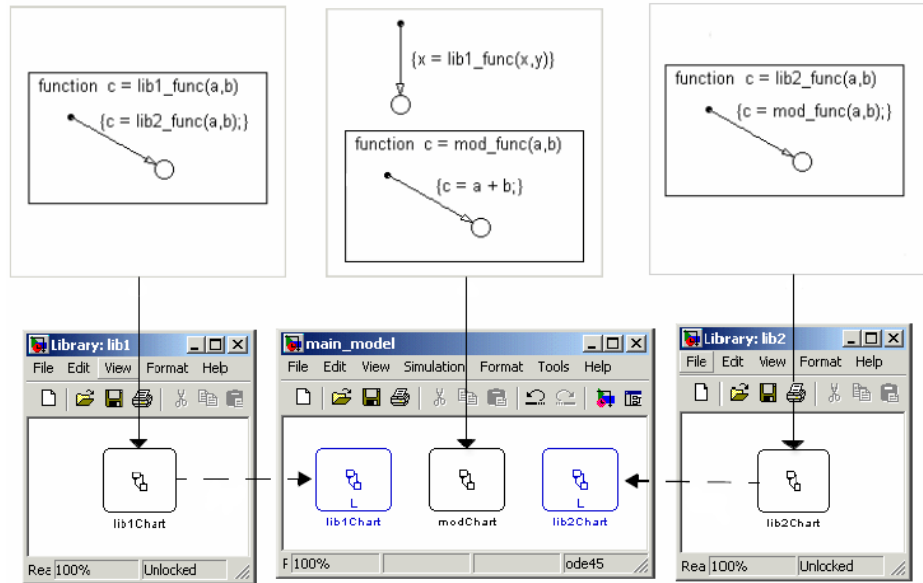 function c = lib1_func(a,b)
{c = lib2_func(a,b);}
{x = lib1_func(x,y)}
function c = mod_func(a,b)
{c = a + b;}
function c = lib2_func(a,b)
{c = mod_func(a,b);}
Library: lib1
File Edit View Format Help
lib1Chart
Rea 100% Unlocked
main_model
File Edit View Simulation Format Tools Help
L
lib1Chart
modChart
L
lib2Chart
F 100% ode45
Library: lib2
File Edit View Format Help
lib2Chart
Rea 100% Unlocked